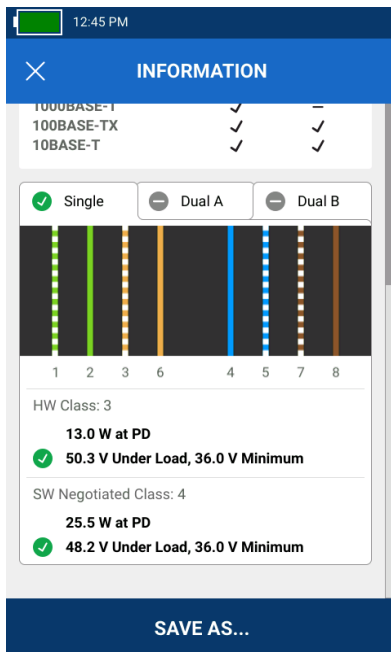 12:45 PM
INFORMATION
1000BASE-T
100BASE-TX
10BASE-T
Single
Dual A
Dual B
1 2 3 6 4 5 7 8
HW Class: 3
13.0 W at PD
50.3 V Under Load, 36.0 V Minimum
SW Negotiated Class: 4
25.5 W at PD
48.2 V Under Load, 36.0 V Minimum
SAVE AS...